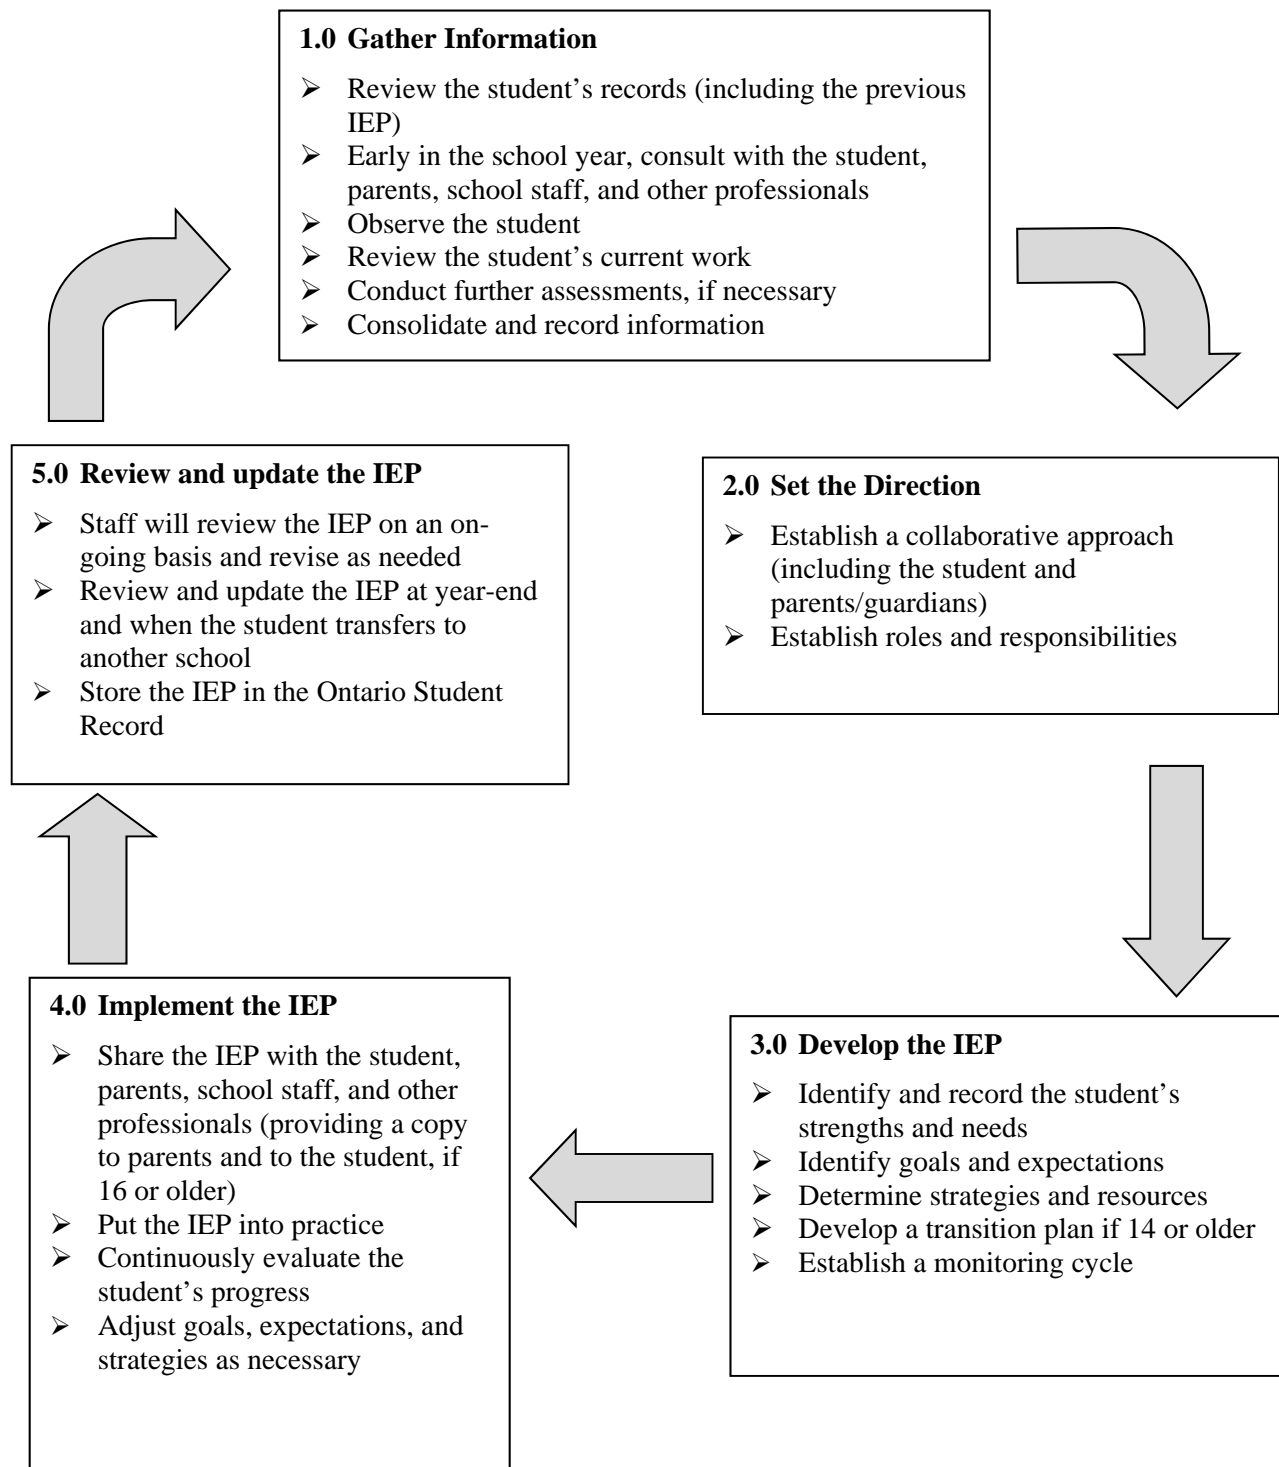 1.0 Gather Information
➢ Review the student’s records (including the previous
IEP)
➢ Early in the school year, consult with the student,
parents, school staff, and other professionals
➢ Observe the student
➢ Review the student’s current work
➢ Conduct further assessments, if necessary
➢ Consolidate and record information
2.0 Set the Direction
➢ Establish a collaborative approach
(including the student and
parents/guardians)
➢ Establish roles and responsibilities
3.0 Develop the IEP
➢ Identify and record the student’s
strengths and needs
➢ Identify goals and expectations
➢ Determine strategies and resources
➢ Develop a transition plan if 14 or older
➢ Establish a monitoring cycle
4.0 Implement the IEP
➢ Share the IEP with the student,
parents, school staff, and other
professionals (providing a copy
to parents and to the student, if
16 or older)
➢ Put the IEP into practice
➢ Continuously evaluate the
student’s progress
➢ Adjust goals, expectations, and
strategies as necessary
5.0 Review and update the IEP
➢ Staff will review the IEP on an on-
going basis and revise as needed
➢ Review and update the IEP at year-end
and when the student transfers to
another school
➢ Store the IEP in the Ontario Student
Record